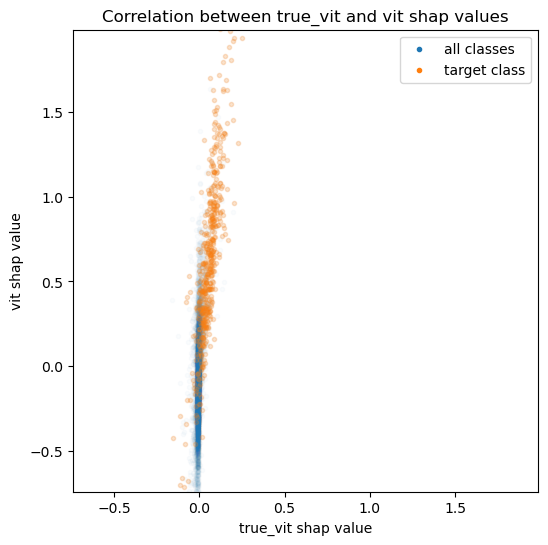 Correlation between true_vit and vit shap values
all classes
target class
vit shap value
1.5
1.0
0.5
0.0
−0.5
−0.5
0.0
0.5
1.0
1.5
true_vit shap value